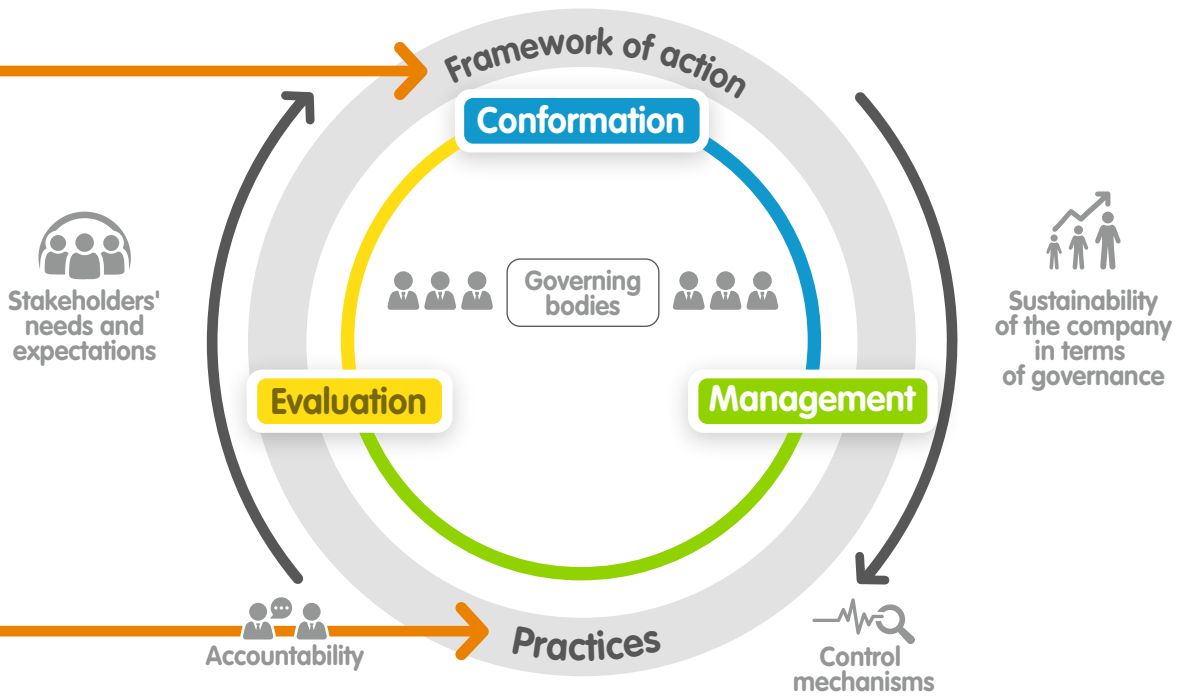 Framework of action
Conformation
Governing
bodies
Stakeholders'
needs and
expectations
Sustainability
of the company
in terms
of governance
Evaluation
Management
Practices
Accountability
Control
mechanisms